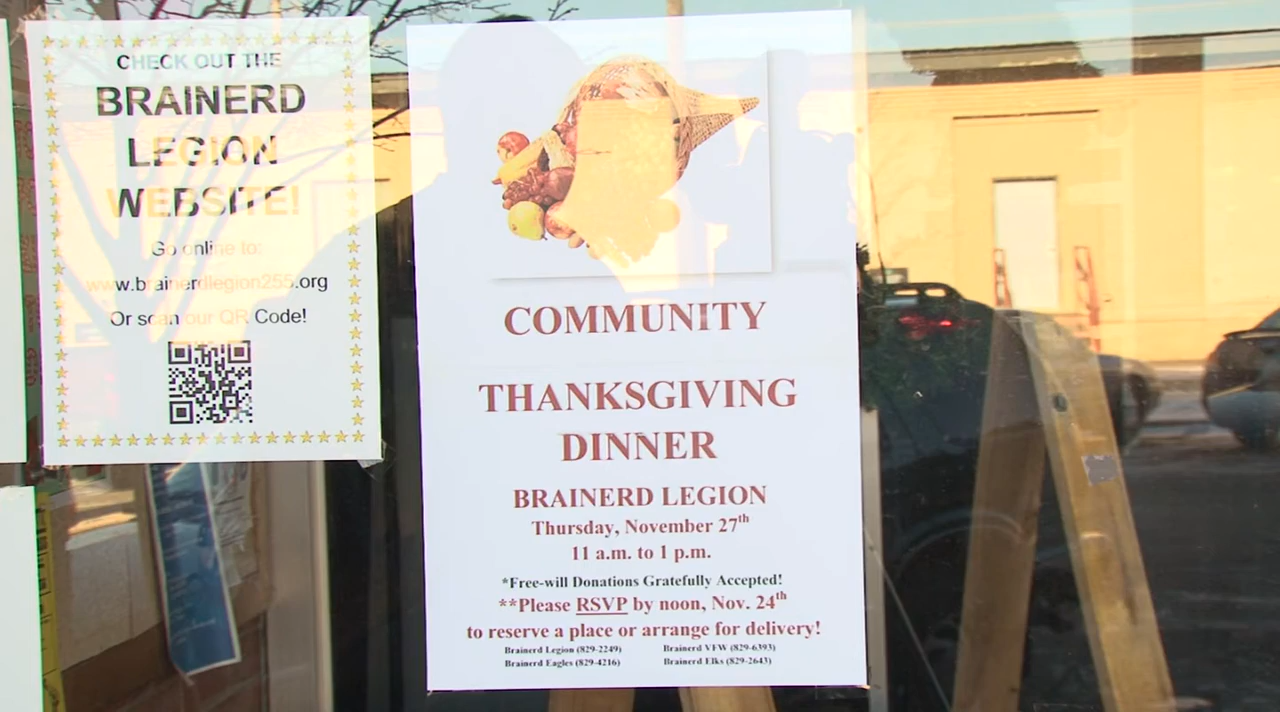 CHECK OUT THE
BRAINERD
LEGION
WEBSITE!
Go online to:
www.brainerdlegion255.org
Or scan our QR Code!
COMMUNITY
THANKSGIVING
DINNER
BRAINERD LEGION
Thursday, November 27th
11 a.m. to 1 p.m.
*Free-will Donations Gratefully Accepted!
**Please RSVP by noon, Nov. 24th
to reserve a place or arrange for delivery!
Brainerd Legion (829-2249) Brainerd VFW (829-6393)
Brainerd Eagles (829-4216) Brainerd Elks (829-2643)